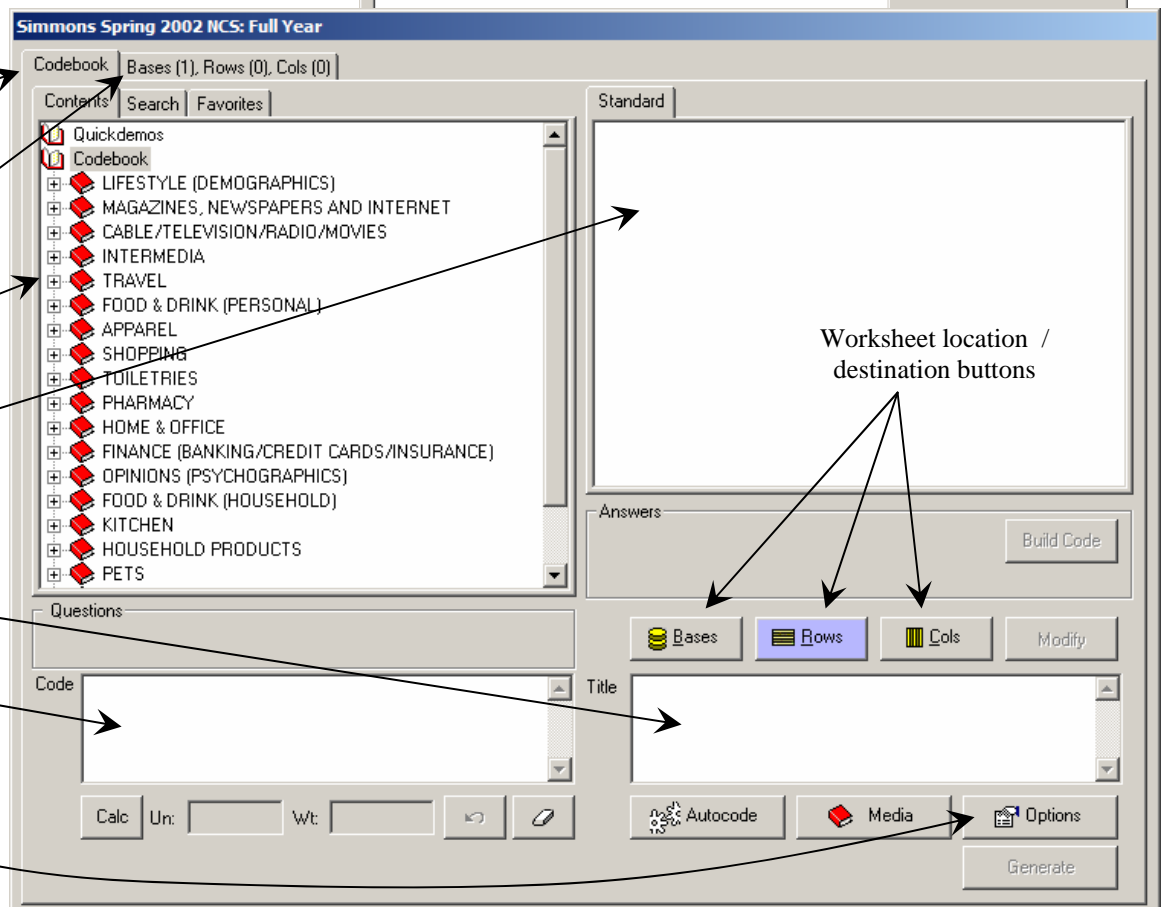 Simmons Spring 2002 NCS: Full Year
Codebook
Bases (1), Rows (0), Cols (0)
Contents
Search
Favorites
Quickdemos
Codebook
LIFESTYLE (DEMOGRAPHICS)
MAGAZINES, NEWSPAPERS AND INTERNET
CABLE/TELEVISION/RADIO/MOVIES
INTERMEDIA
TRAVEL
FOOD & DRINK (PERSONAL)
APPAREL
SHOPPING
TOILETRIES
PHARMACY
HOME & OFFICE
FINANCE (BANKING/CREDIT CARDS/INSURANCE)
OPINIONS (PSYCHOGRAPHICS)
FOOD & DRINK (HOUSEHOLD)
KITCHEN
HOUSEHOLD PRODUCTS
PETS
Standard
Worksheet location /
destination buttons
Answers
Build Code
Questions
Bases
Rows
Cols
Modify
Code
Title
Calc
Un:
Wt:
Autocode
Media
Options
Generate